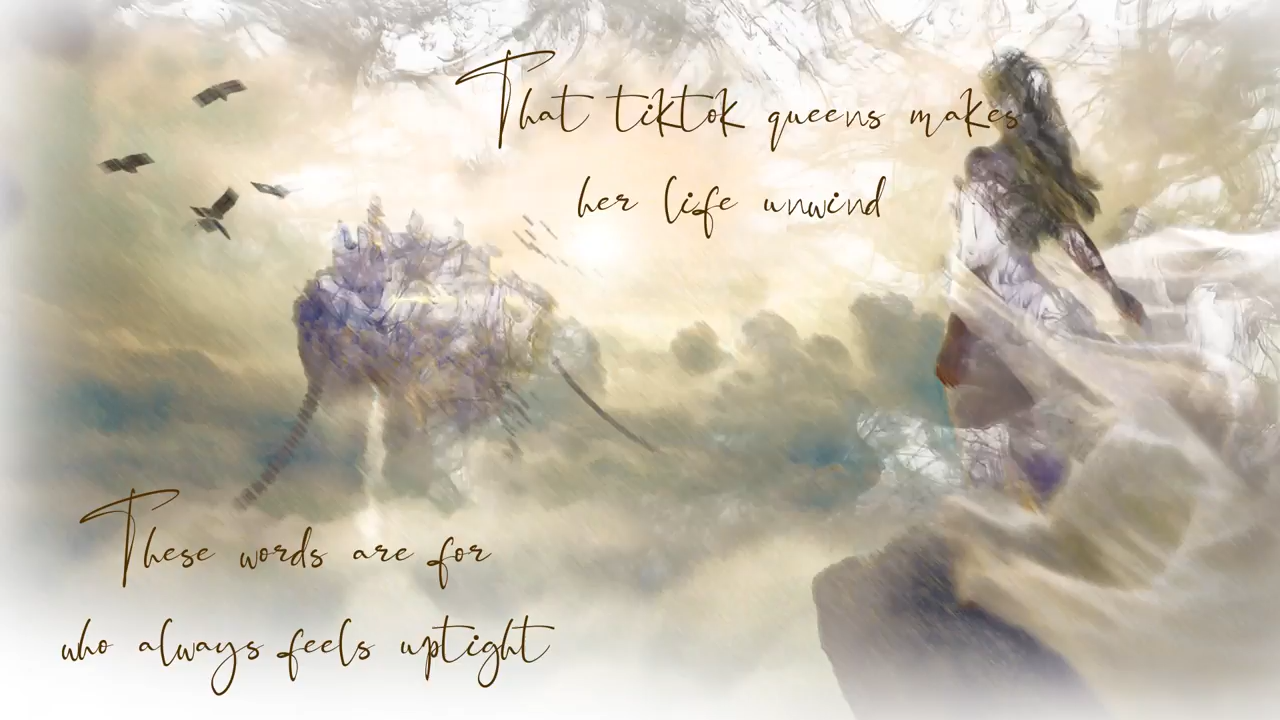 That tiktok queens makes
her life unwind
These words are for
who always feels uptight